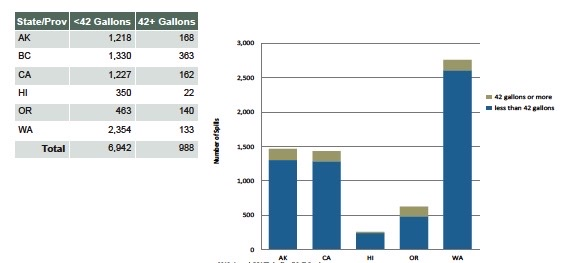 State/Prov <42 Gallons 42+ Gallons
AK 1,218 168
BC 1,330 363
CA 1,227 162
HI 350 22
OR 463 140
WA 2,354 133
Total 6,942 988
Number of Spills
3,000
2,500
2,000
1,500
1,000
500
0
AK CA HI OR WA
42 gallons or more
less than 42 gallons